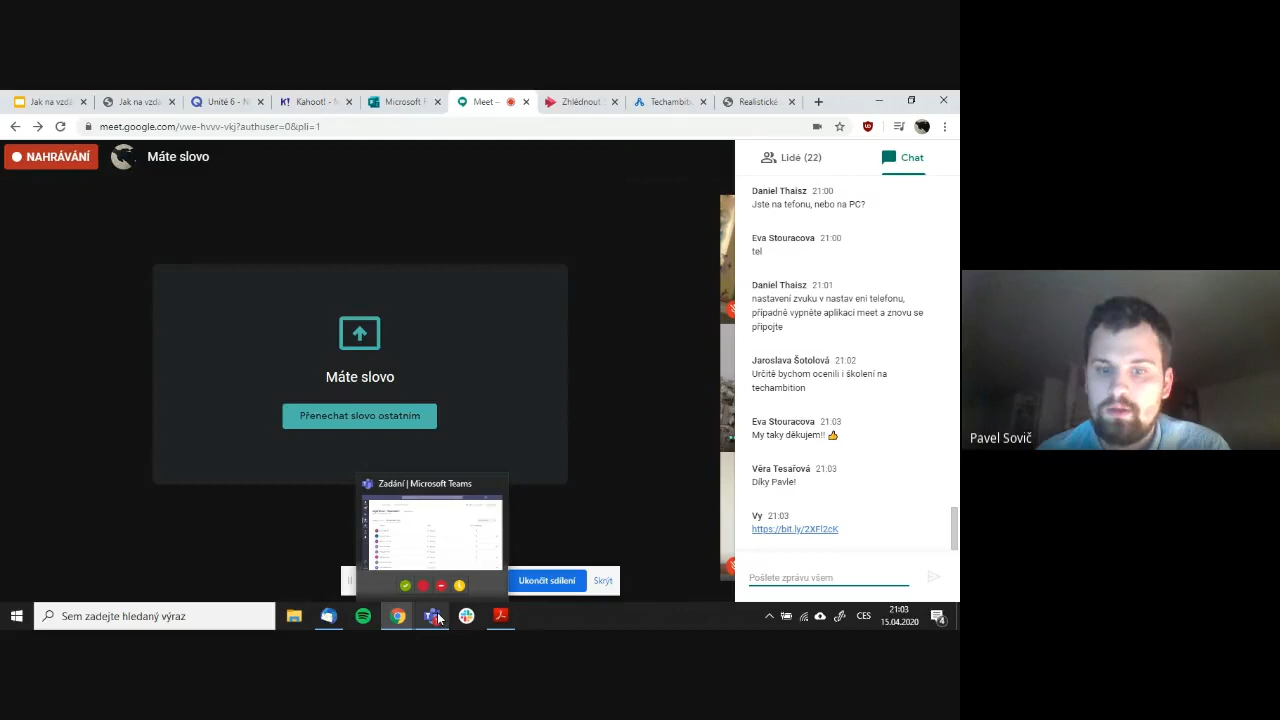 Jak na vzdá
Jak na vzda
Unité 6 - N
Kahoot! - M
Microsoft F
Meet –
Zhlédnout
Techambit
Realistické
meet.google.com/vwe-hvvv-vkj?authuser=0&pli=1
NAHRÁVÁNÍ
Máte slovo
Lidé (22)
Chat
Daniel Thaisz 21:00
Jste na tefonu, nebo na PC?
Eva Stouracova 21:00
tel
Daniel Thaisz 21:01
nastavení zvuku v nastav eni telefonu,
případně vypněte aplikaci meet a znovu se
připojte
Jaroslava Šotolová 21:02
Určitě bychom ocenili i školení na
techambition
Eva Stouracova 21:03
My taky děkujem!! 👍
Věra Tesařová 21:03
Díky Pavle!
Vy 21:03
https://bit.ly/2XFl2cK
Pošlete zprávu všem
Máte slovo
Přenechat slovo ostatním
Zadání | Microsoft Teams
Ukončit sdílení
Skrýt
Pavel Sovič
Sem zadejte hledaný výraz
CES
21:03
15.04.2020
4